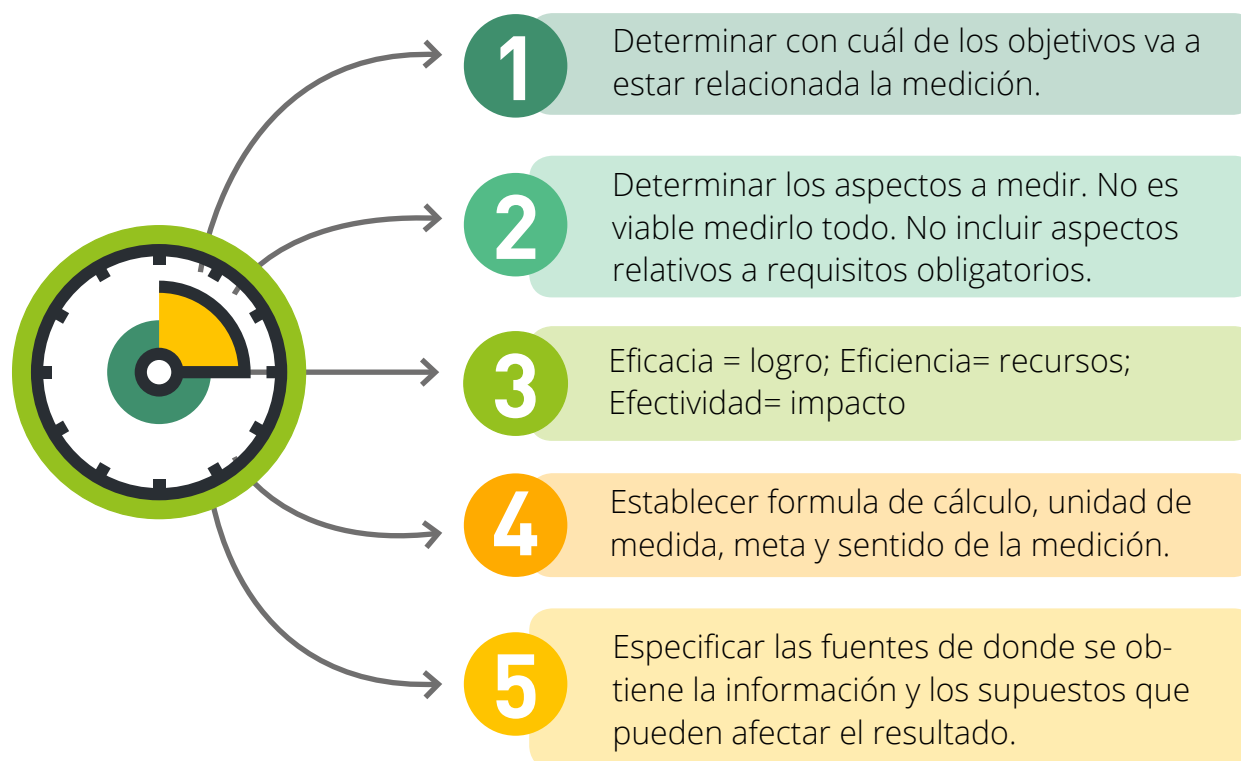 1
Determinar con cuál de los objetivos va a
estar relacionada la medición.
2
Determinar los aspectos a medir. No es
viable medirlo todo. No incluir aspectos
relativos a requisitos obligatorios.
3
Eficacia = logro; Eficiencia= recursos;
Efectividad= impacto
4
Establecer formula de cálculo, unidad de
medida, meta y sentido de la medición.
5
Especificar las fuentes de donde se ob-
tiene la información y los supuestos que
pueden afectar el resultado.